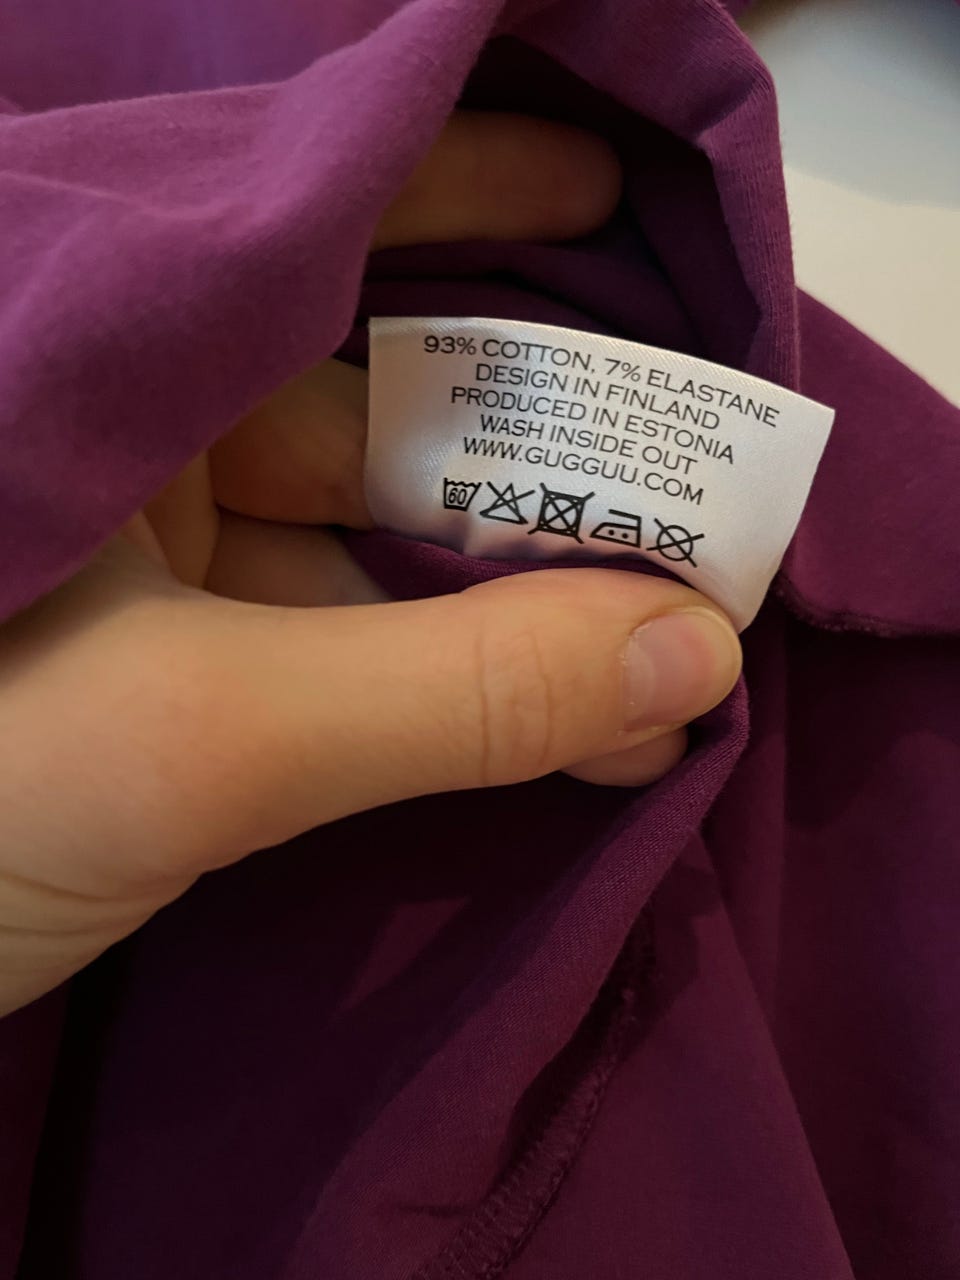 93% COTTON, 7% ELASTANE
DESIGN IN FINLAND
PRODUCED IN ESTONIA
WASH INSIDE OUT
WWW.GUGGUU.COM
60